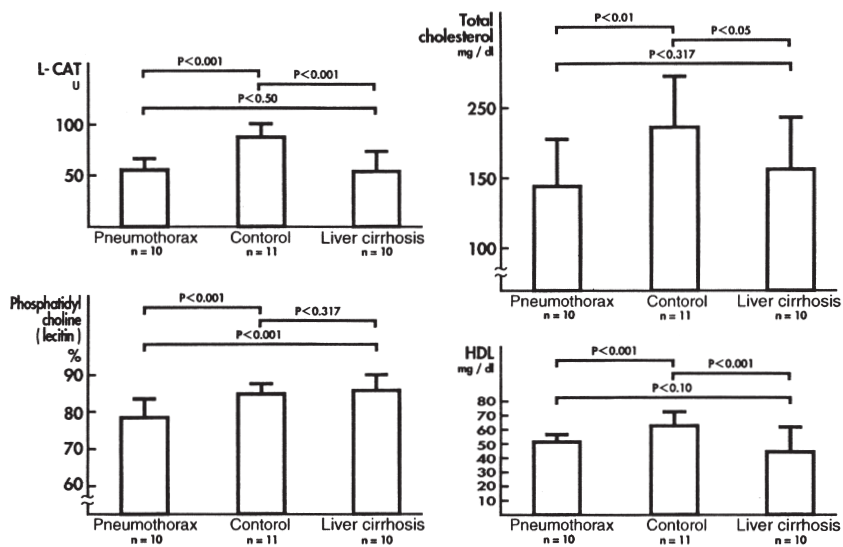 L-CAT
U
P<0.001
P<0.001
P<0.50
100
50
Pneumothorax Contorol Liver cirrhosis
n = 10 n = 11 n = 10
Total
cholesterol
mg / dl
P<0.01
P<0.05
P<0.317
250
150
100
Pneumothorax Contorol Liver cirrhosis
n = 10 n = 11 n = 10
Phosphatidyl
choline
( lecitin )
%
P<0.001
P<0.317
P<0.001
90
80
70
60
Pneumothorax Contorol Liver cirrhosis
n = 10 n = 11 n = 10
HDL
mg / dl
P<0.001
P<0.001
P<0.10
80
70
60
50
40
30
20
10
Pneumothorax Contorol Liver cirrhosis
n = 10 n = 11 n = 10